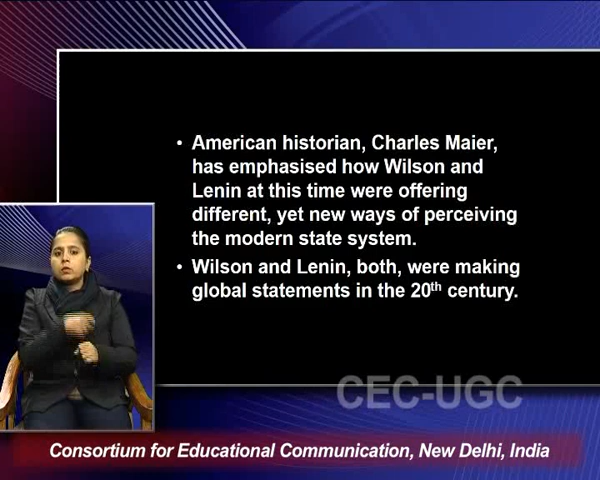 • American historian, Charles Maier,
has emphasised how Wilson and
Lenin at this time were offering
different, yet new ways of perceiving
the modern state system.
• Wilson and Lenin, both, were making
global statements in the 20th century.
CEC-UGC
Consortium for Educational Communication, New Delhi, India